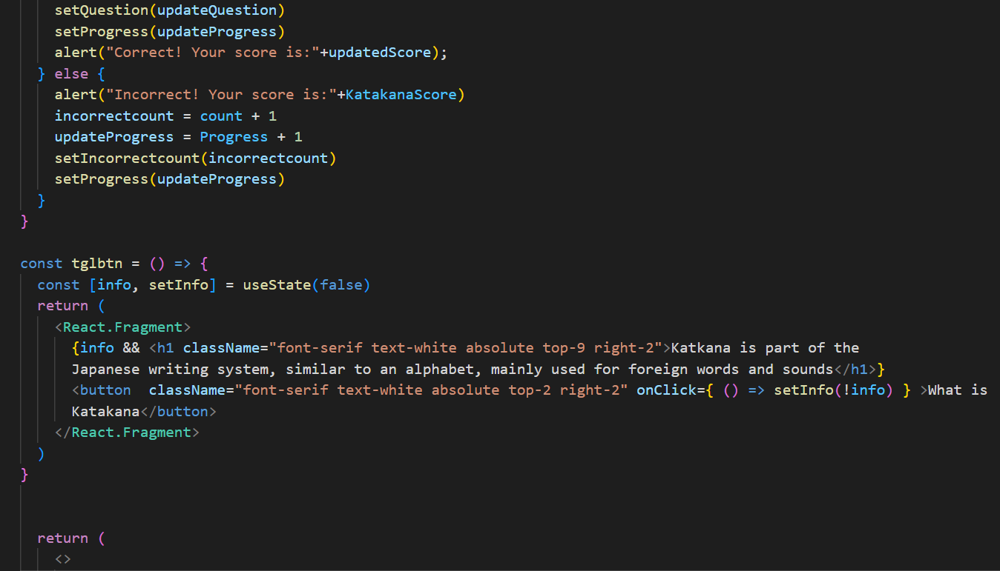 setQuestion(updateQuestion)
setProgress(updateProgress)
alert("Correct! Your score is:"+updatedScore);
} else {
alert("Incorrect! Your score is:"+KatakanaScore)
incorrectcount = count + 1
updateProgress = Progress + 1
setIncorrectcount(incorrectcount)
setProgress(updateProgress)
}
}
const tglbtn = () => {
const [info, setInfo] = useState(false)
return (
<React.Fragment>
{info && <h1 className="font-serif text-white absolute top-9 right-2">Katkana is part of the
Japanese writing system, similar to an alphabet, mainly used for foreign words and sounds</h1>}
<button  className="font-serif text-white absolute top-2 right-2" onClick={ () => setInfo(!info) } >What is
Katakana</button>
</React.Fragment>
)
}
return (
<>